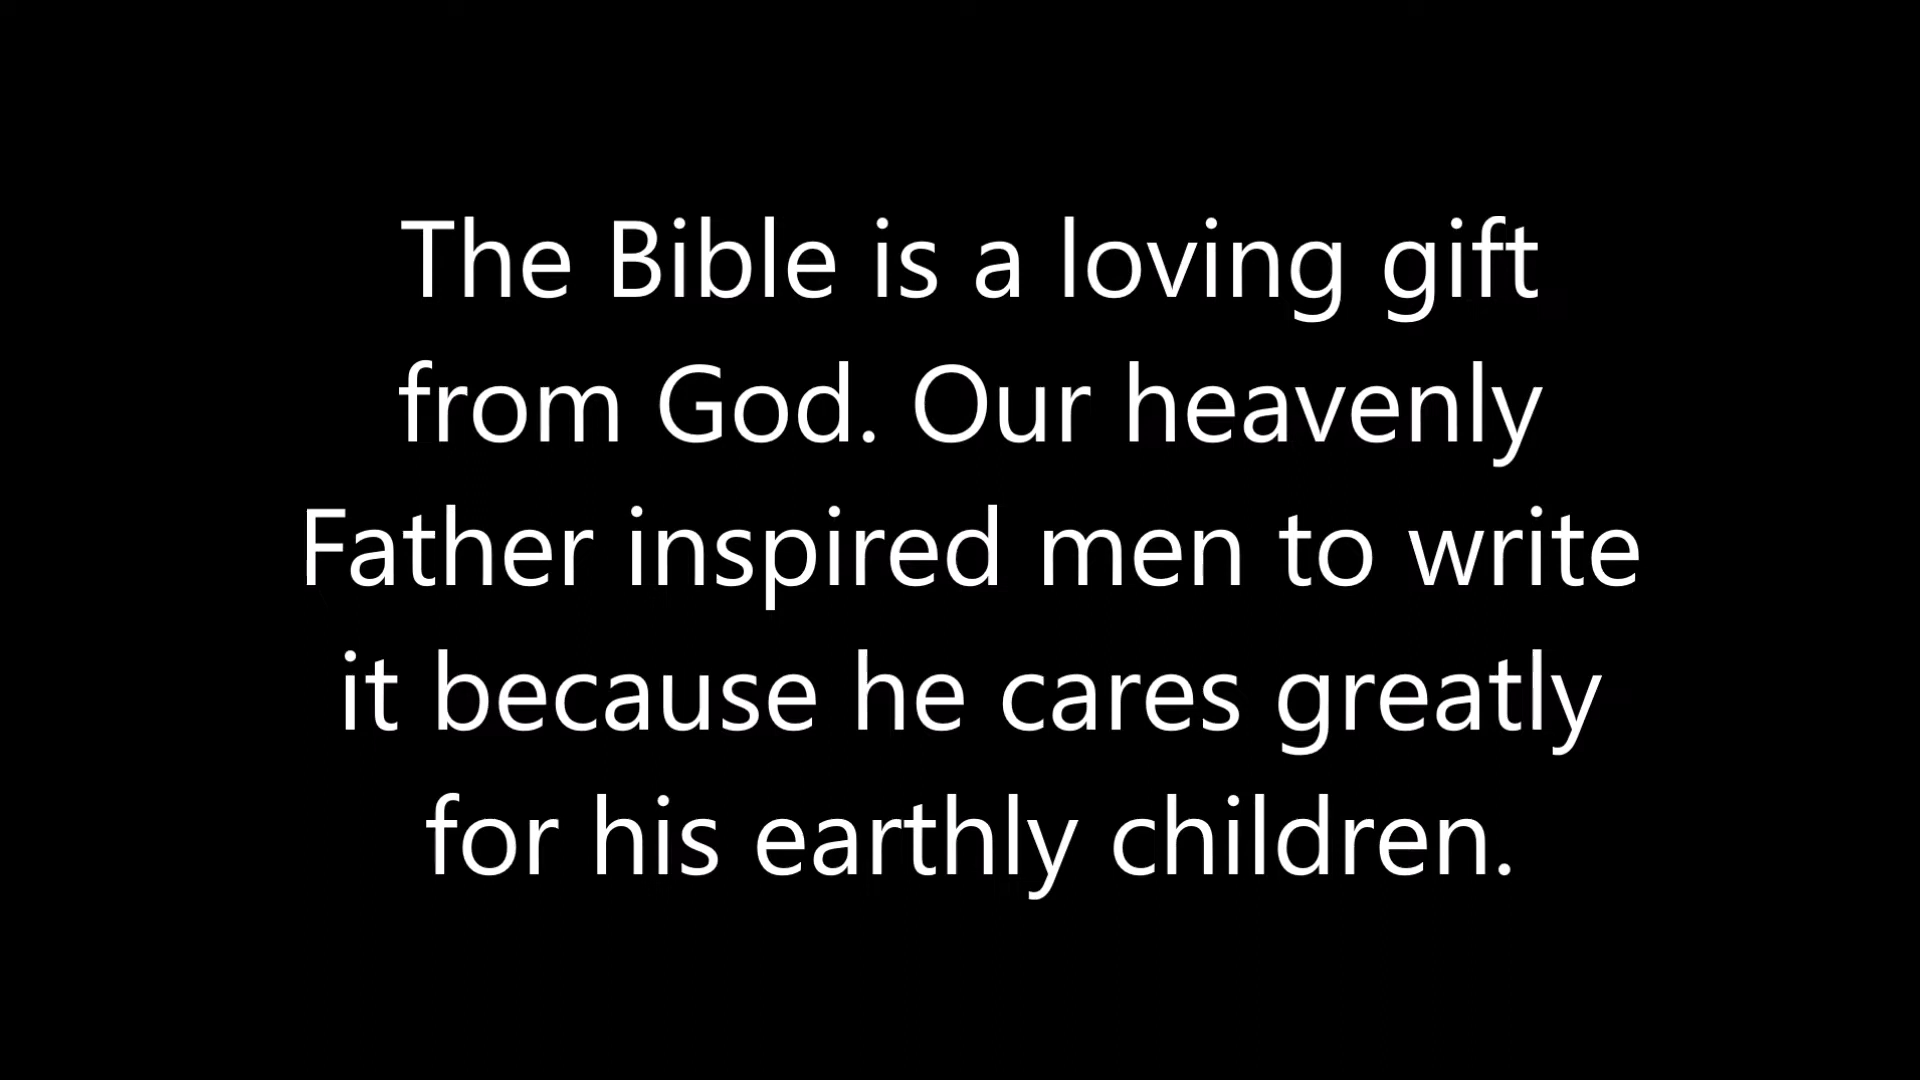 The Bible is a loving gift
from God. Our heavenly
Father inspired men to write
it because he cares greatly
for his earthly children.